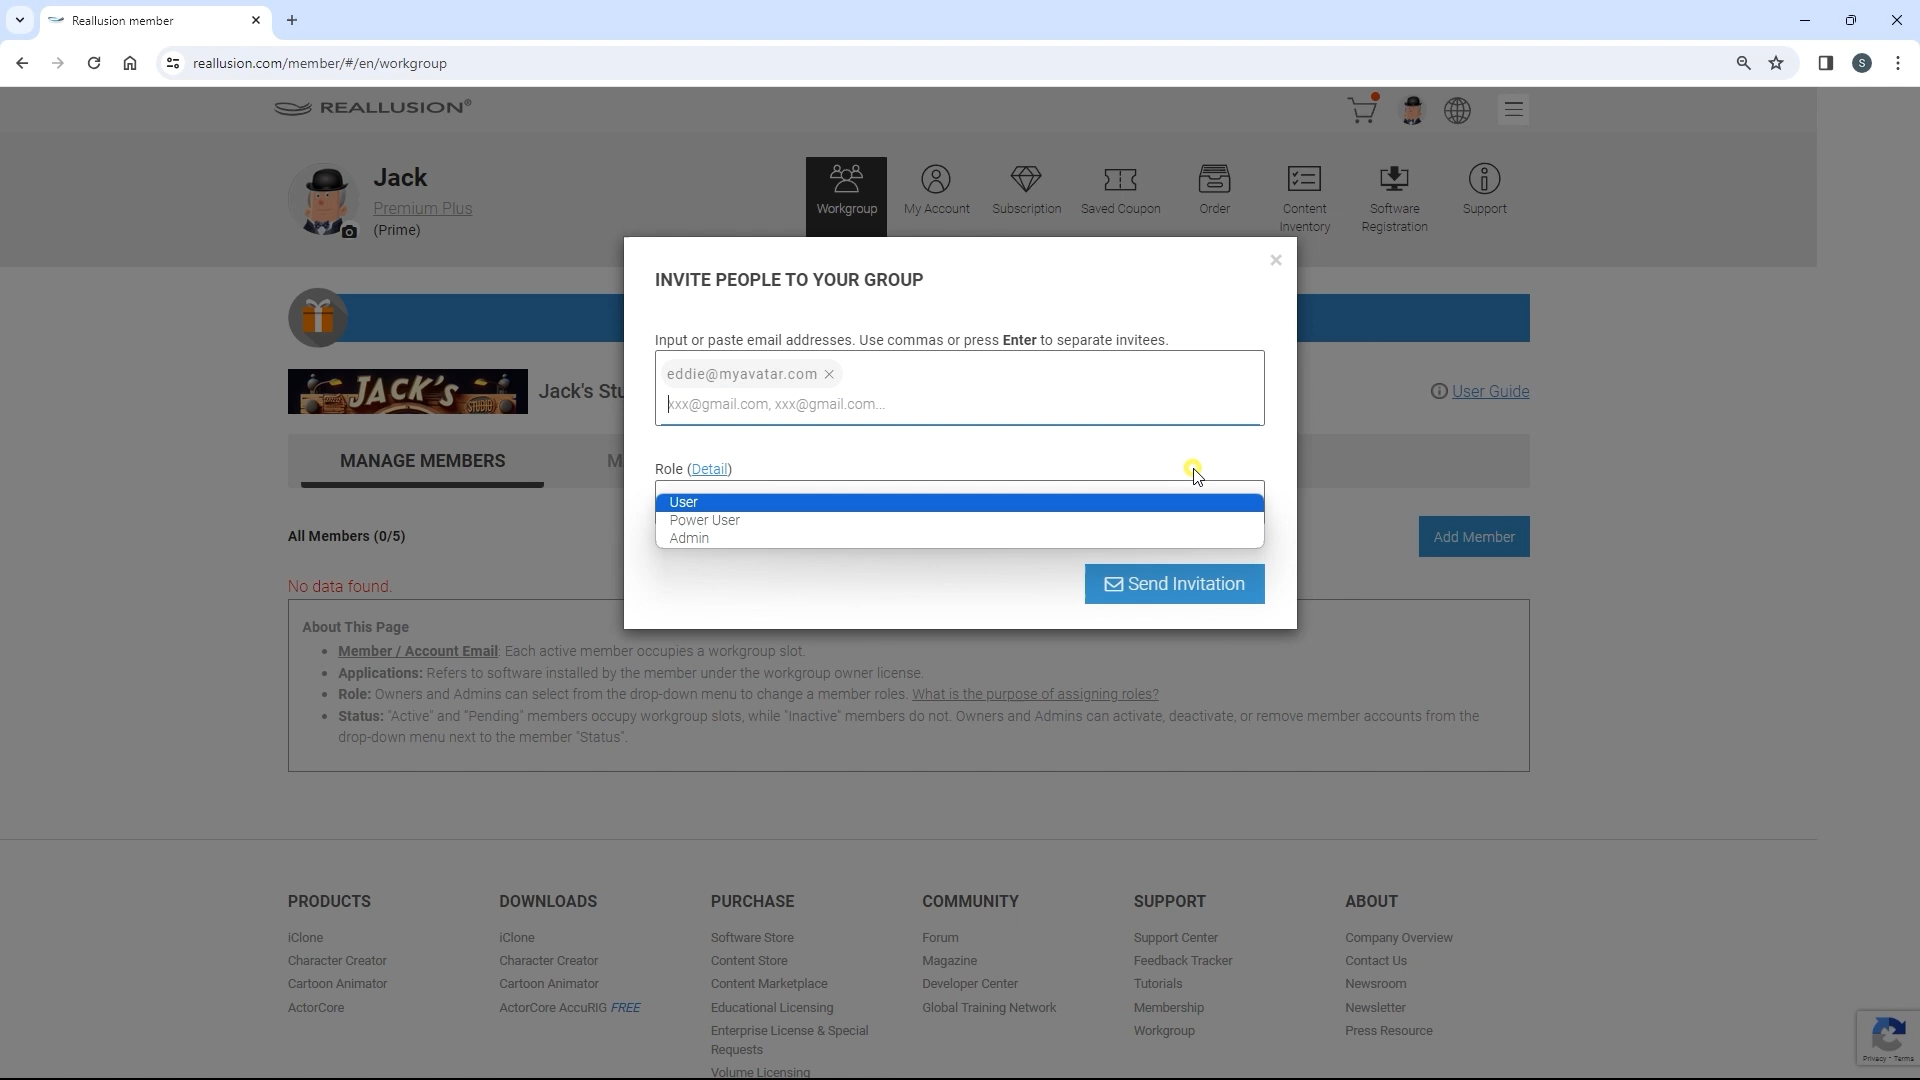 Reallusion member
reallusion.com/member/#/en/workgroup
S
REALLUSION®
Jack
Premium Plus
(Prime)
Workgroup
My Account
Subscription
Saved Coupon
Order
Content
Inventory
Software
Registration
Support
INVITE PEOPLE TO YOUR GROUP
Input or paste email addresses. Use commas or press Enter to separate invitees.
eddie@myavatar.com
xxx@gmail.com, xxx@gmail.com...
Role (Detail)
User
Power User
Admin
Send Invitation
JACK'S
STUDIO
Jack's Stu
User Guide
MANAGE MEMBERS
M
All Members (0/5)
Add Member
No data found.
About This Page
Member / Account Email: Each active member occupies a workgroup slot.
Applications: Refers to software installed by the member under the workgroup owner license.
Role: Owners and Admins can select from the drop-down menu to change a member roles. What is the purpose of assigning roles?
Status: "Active" and "Pending" members occupy workgroup slots, while "Inactive" members do not. Owners and Admins can activate, deactivate, or remove member accounts from the
drop-down menu next to the member "Status".
PRODUCTS
iClone
Character Creator
Cartoon Animator
ActorCore
DOWNLOADS
iClone
Character Creator
Cartoon Animator
ActorCore AccuRIG FREE
PURCHASE
Software Store
Content Store
Content Marketplace
Educational Licensing
Enterprise License & Special
Requests
Volume Licensing
COMMUNITY
Forum
Magazine
Developer Center
Global Training Network
SUPPORT
Support Center
Feedback Tracker
Tutorials
Membership
Workgroup
ABOUT
Company Overview
Contact Us
Newsroom
Newsletter
Press Resource
Privacy - Terms